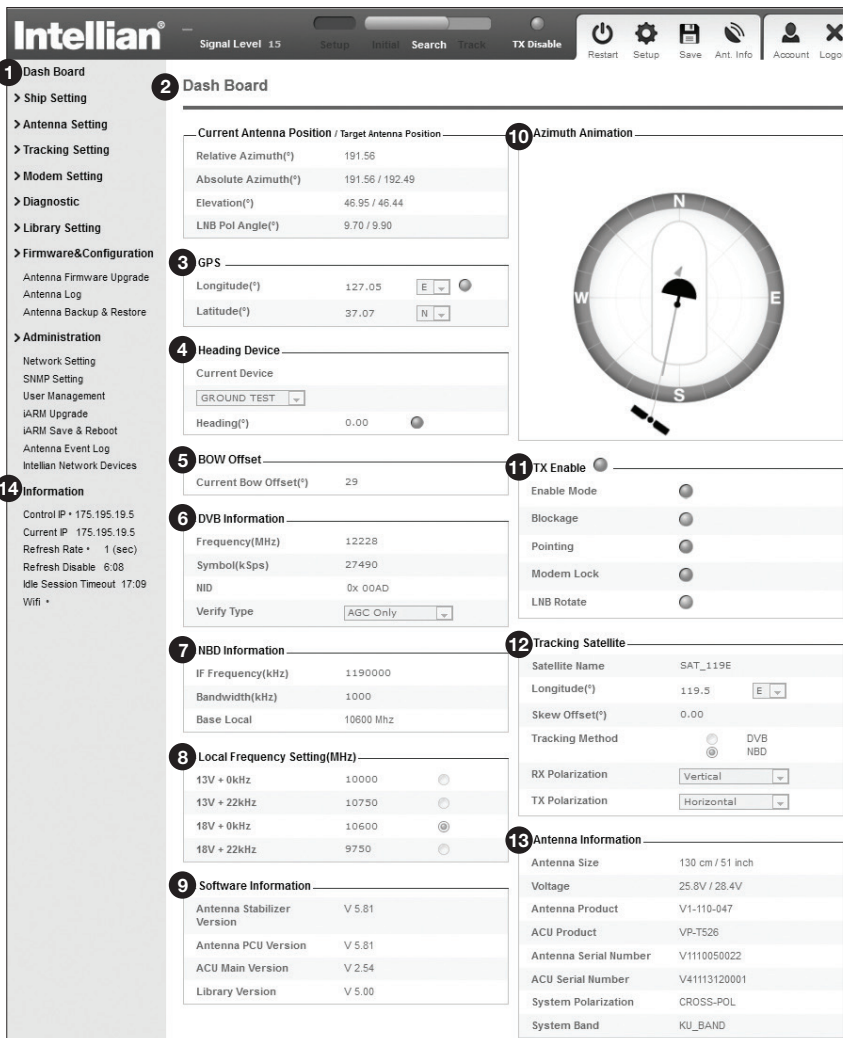 Intellian®
Signal Level 15
Setup Initial Search Track
TX Disable
Restart Setup Save Ant. Info Account Logo
1 Dash Board
> Ship Setting
> Antenna Setting
> Tracking Setting
> Modem Setting
> Diagnostic
> Library Setting
> Firmware&Configuration
Antenna Firmware Upgrade
Antenna Log
Antenna Backup & Restore
> Administration
Network Setting
SNMP Setting
User Management
iARM Upgrade
iARM Save & Reboot
Antenna Event Log
Intellian Network Devices
14 Information
Control IP • 175.195.19.5
Current IP 175.195.19.5
Refresh Rate • 1 (sec)
Refresh Disable 6:08
Idle Session Timeout 17:09
Wifi •
2 Dash Board
Current Antenna Position / Target Antenna Position
Relative Azimuth(°) 191.56
Absolute Azimuth(°) 191.56 / 192.49
Elevation(°) 46.95 / 46.44
LNB Pol Angle(°) 9.70 / 9.90
3 GPS
Longitude(°) 127.05 E
Latitude(°) 37.07 N
4 Heading Device
Current Device
GROUND TEST
Heading(°) 0.00
5 BOW Offset
Current Bow Offset(°) 29
6 DVB Information
Frequency(MHz) 12228
Symbol(kSps) 27490
NID 0x 00AD
Verify Type AGC Only
7 NBD Information
IF Frequency(kHz) 1190000
Bandwidth(kHz) 1000
Base Local 10600 Mhz
8 Local Frequency Setting(MHz)
13V + 0kHz 10000
13V + 22kHz 10750
18V + 0kHz 10600
18V + 22kHz 9750
9 Software Information
Antenna Stabilizer Version V 5.81
Antenna PCU Version V 5.81
ACU Main Version V 2.54
Library Version V 5.00
10 Azimuth Animation
N
W
E
S
11 TX Enable
Enable Mode
Blockage
Pointing
Modem Lock
LNB Rotate
12 Tracking Satellite
Satellite Name SAT_119E
Longitude(°) 119.5 E
Skew Offset(°) 0.00
Tracking Method DVB
NBD
RX Polarization Vertical
TX Polarization Horizontal
13 Antenna Information
Antenna Size 130 cm / 51 inch
Voltage 25.8V / 28.4V
Antenna Product V1-110-047
ACU Product VP-T526
Antenna Serial Number V1110050022
ACU Serial Number V41113120001
System Polarization CROSS-POL
System Band KU_BAND